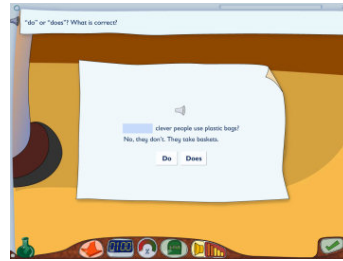 "do" or "does"? What is correct?
clever people use plastic bags?
No, they don't. They take baskets.
Do Does